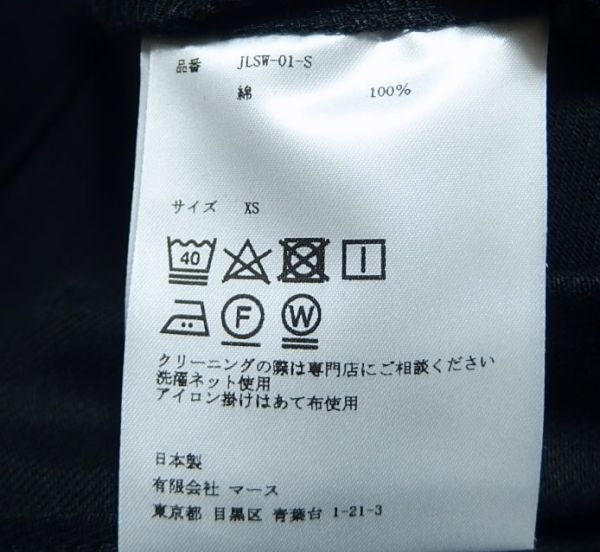 品番 JLSW-01-S
綿 100%
サイズ XS
40
F W
クリーニングの際は専門店にご相談ください
洗濯ネット使用
アイロン掛けはあて布使用
日本製
有限会社 マース
東京都 目黒区 青葉台 1-21-3